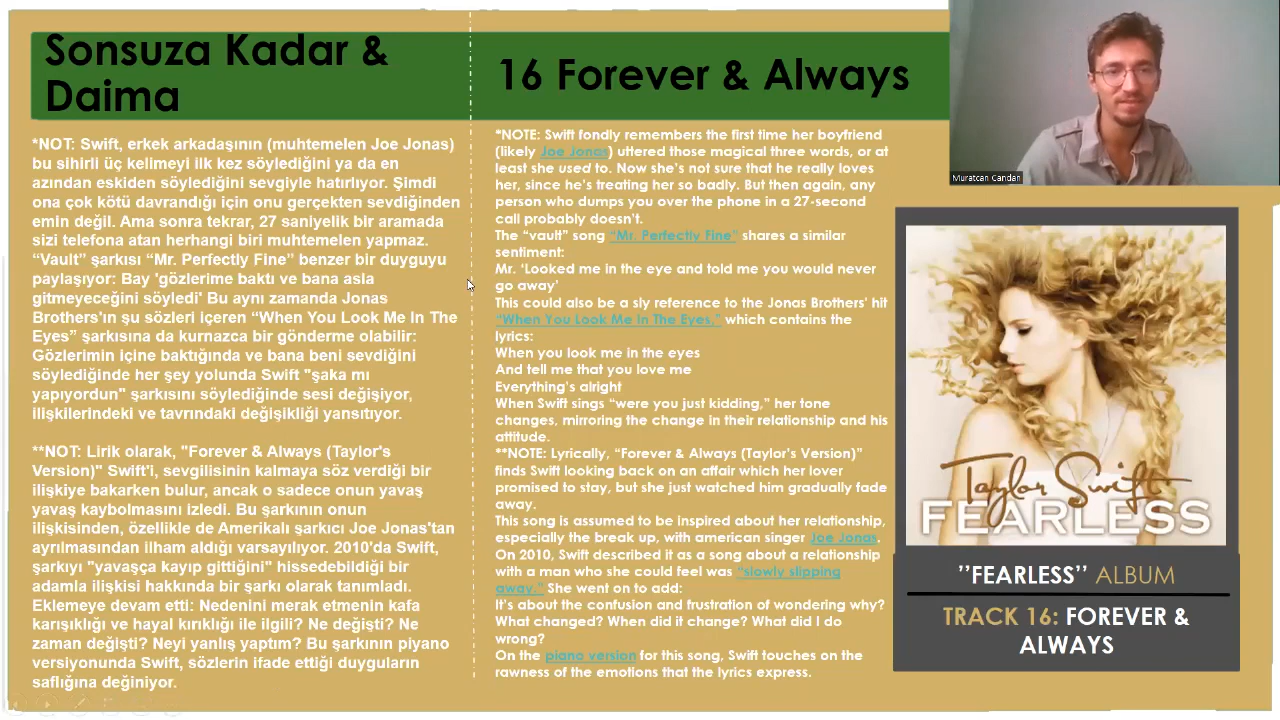 Sonsuza Kadar &
Daima
*NOT: Swift, erkek arkadaşının (muhtemelen Joe Jonas)
bu sihirli üç kelimeyi ilk kez söylediğini ya da en
azından eskiden söylediğini sevgiyle hatırlıyor. Şimdi
ona çok kötü davrandığı için onu gerçekten sevdiğinden
emin değil. Ama sonra tekrar, 27 saniyelik bir aramada
sizi telefona atan herhangi biri muhtemelen yapmaz.
“Vault” şarkısı “Mr. Perfectly Fine” benzer bir duyguyu
paylaşıyor: Bay 'gözlerime baktı ve bana asla
gitmeyeceğini söyledi' Bu aynı zamanda Jonas
Brothers'ın şu sözleri içeren “When You Look Me In The
Eyes” şarkısına da kurnazca bir gönderme olabilir:
Gözlerimin içine baktığında ve bana beni sevdiğini
söylediğinde her şey yolunda Swift "şaka mı
yapıyordun" şarkısını söylediğinde sesi değişiyor,
ilişkilerindeki ve tavrındaki değişikliği yansıtıyor.
**NOT: Lirik olarak, "Forever & Always (Taylor's
Version)" Swift'i, sevgilisinin kalmaya söz verdiği bir
ilişkiye bakarken bulur, ancak o sadece onun yavaş
yavaş kaybolmasını izledi. Bu şarkının onun
ilişkisinden, özellikle de Amerikalı şarkıcı Joe Jonas'tan
ayrılmasından ilham aldığı varsayılıyor. 2010'da Swift,
şarkıyı "yavaşça kayıp gittiğini" hissedebildiği bir
adamla ilişkisi hakkında bir şarkı olarak tanımladı.
Eklemeye devam etti: Nedenini merak etmenin kafa
karışıklığı ve hayal kırıklığı ile ilgili? Ne değişti? Ne
zaman değişti? Neyi yanlış yaptım? Bu şarkının piyano
versiyonunda Swift, sözlerin ifade ettiği duyguların
saflığına değiniyor.
16 Forever & Always
*NOTE: Swift fondly remembers the first time her boyfriend
(likely Joe Jonas) uttered those magical three words, or at
least she used to. Now she’s not sure that he really loves
her, since he’s treating her so badly. But then again, any
person who dumps you over the phone in a 27-second
call probably doesn’t.
The “vault” song “Mr. Perfectly Fine” shares a similar
sentiment:
Mr. ‘Looked me in the eye and told me you would never
go away’
This could also be a sly reference to the Jonas Brothers’ hit
“When You Look Me In The Eyes,” which contains the
lyrics:
When you look me in the eyes
And tell me that you love me
Everything’s alright
When Swift sings “were you just kidding,” her tone
changes, mirroring the change in their relationship and his
attitude.
**NOTE: Lyrically, “Forever & Always (Taylor’s Version)”
finds Swift looking back on an affair which her lover
promised to stay, but she just watched him gradually fade
away.
This song is assumed to be inspired about her relationship,
especially the break up, with american singer Joe Jonas.
On 2010, Swift described it as a song about a relationship
with a man who she could feel was “slowly slipping
away.” She went on to add:
It’s about the confusion and frustration of wondering why?
What changed? When did it change? What did I do
wrong?
On the piano version for this song, Swift touches on the
rawness of the emotions that the lyrics express.
Muratcan Candan
Taylor Swift
FEARLESS
’’FEARLESS’’ ALBUM
TRACK 16: FOREVER &
ALWAYS